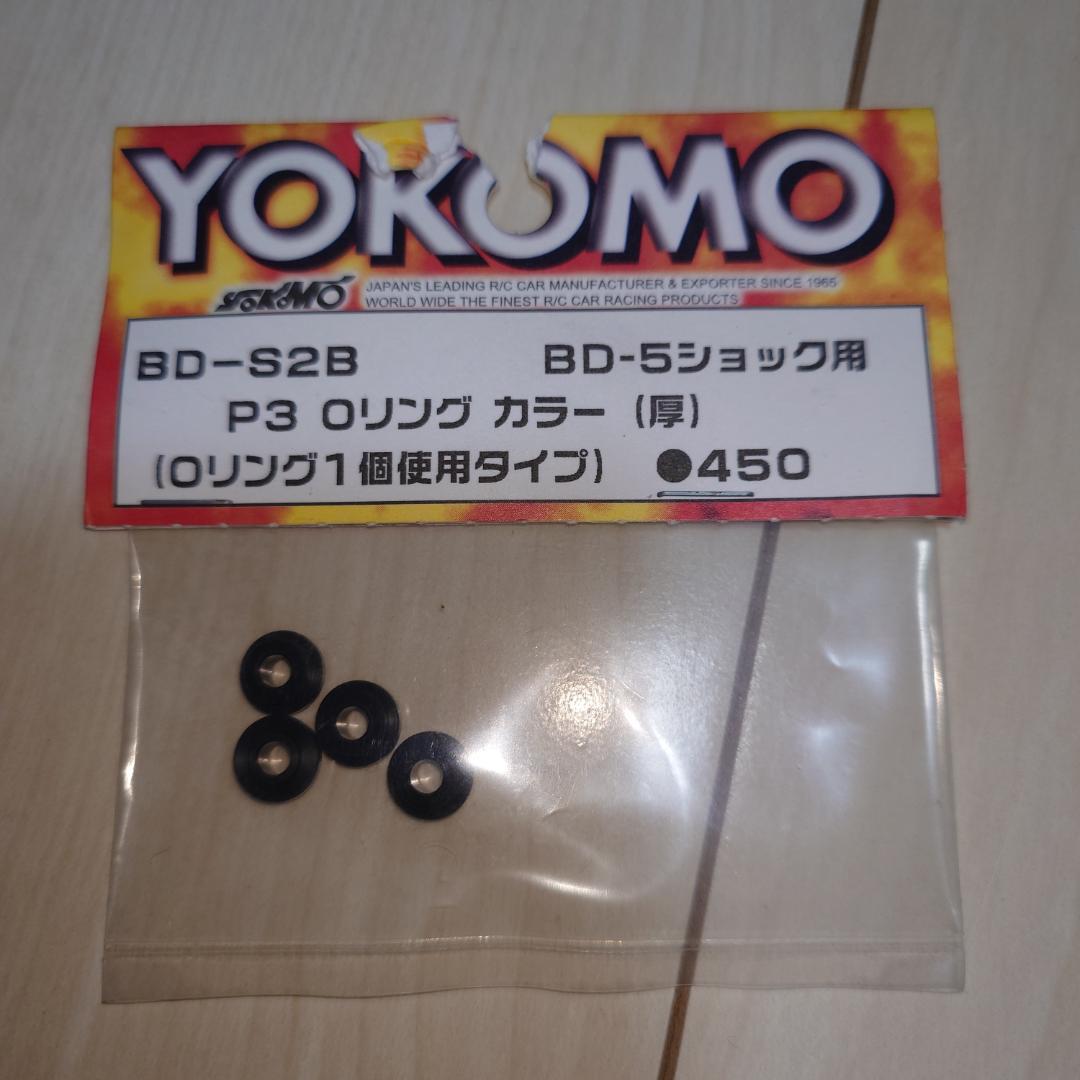 YOKOMO
YOKOMO
JAPAN'S LEADING R/C CAR MANUFACTURER & EXPORTER SINCE 1965
WORLD WIDE THE FINEST R/C CAR RACING PRODUCTS
BD-S2B BD-5ショック用
P3 Oリング カラー (厚)
(Oリング1個使用タイプ) ●450